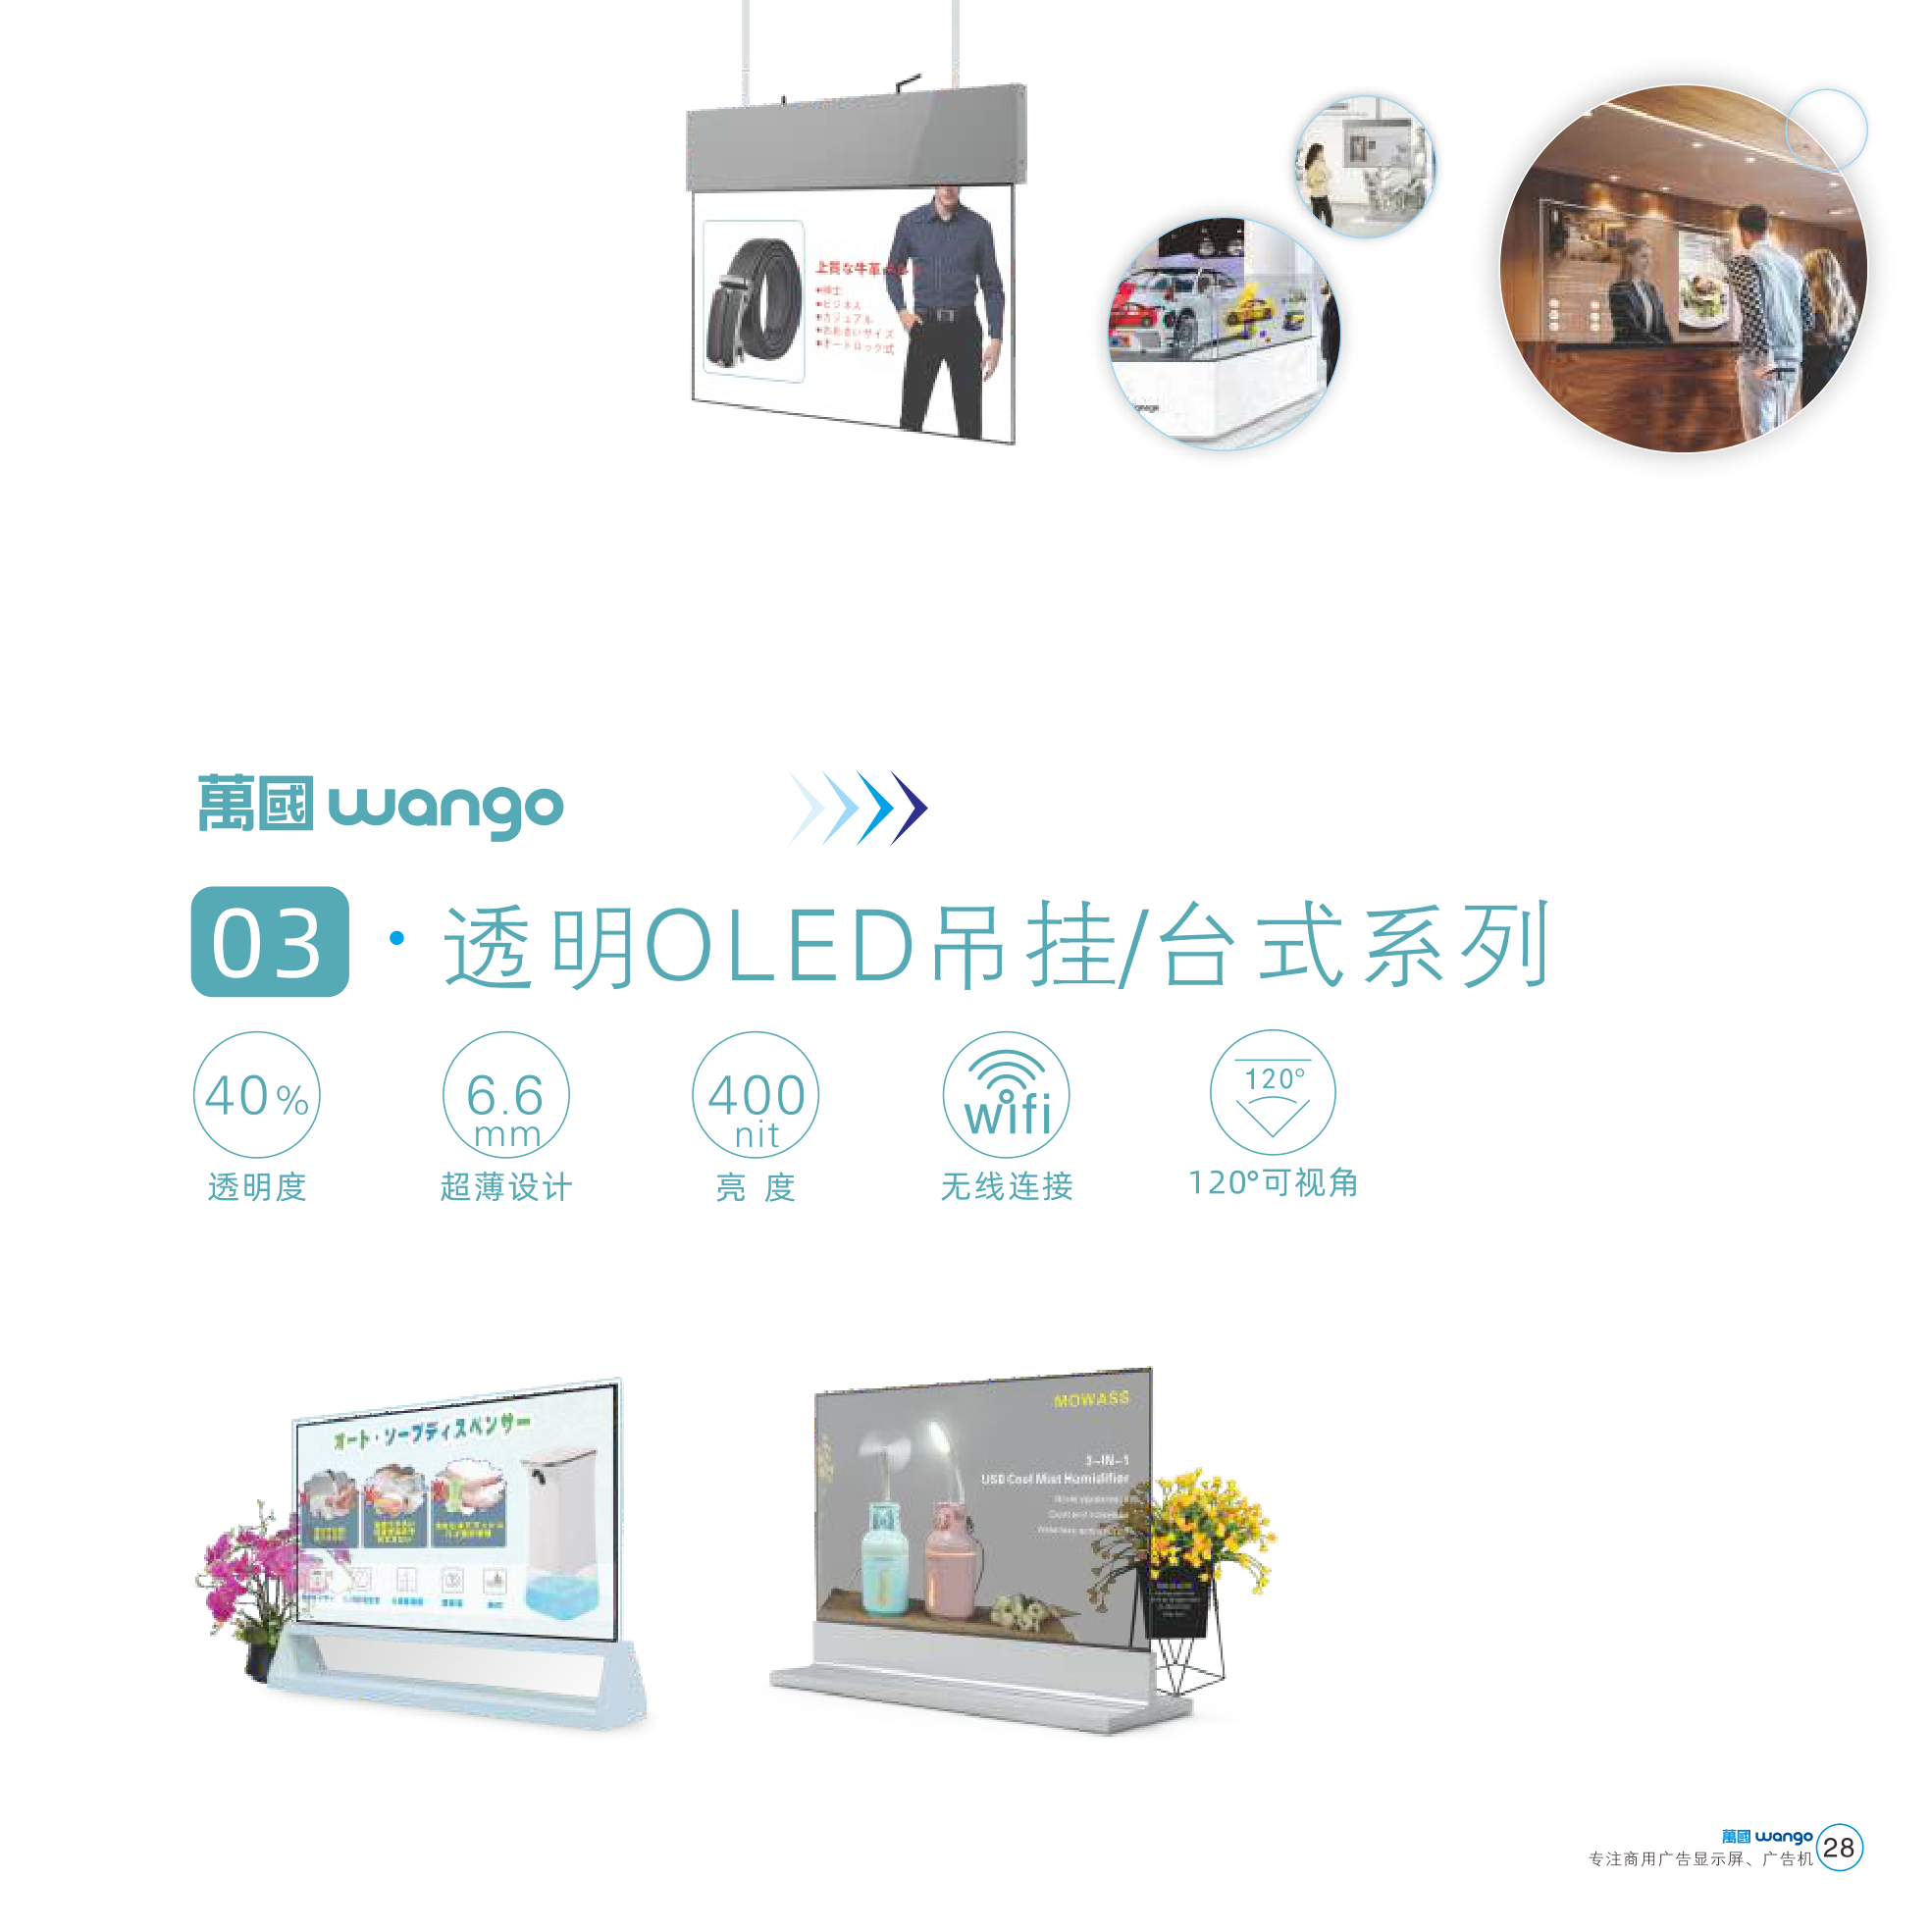 上質な牛革
●紳士
●ビジネス
●カジュアル
●おおきいサイズ
●オートロック式
萬國 wango
03・透明OLED吊挂/台式系列
40%
透明度
6.6
mm
超薄设计
400
nit
亮 度
wifi
无线连接
120°
120°可视角
オート・ソープディスペンサー
MOWASS
3-IN-1
USB Cool Mist Humidifier
萬國 wango
专注商用广告显示屏、广告机
28